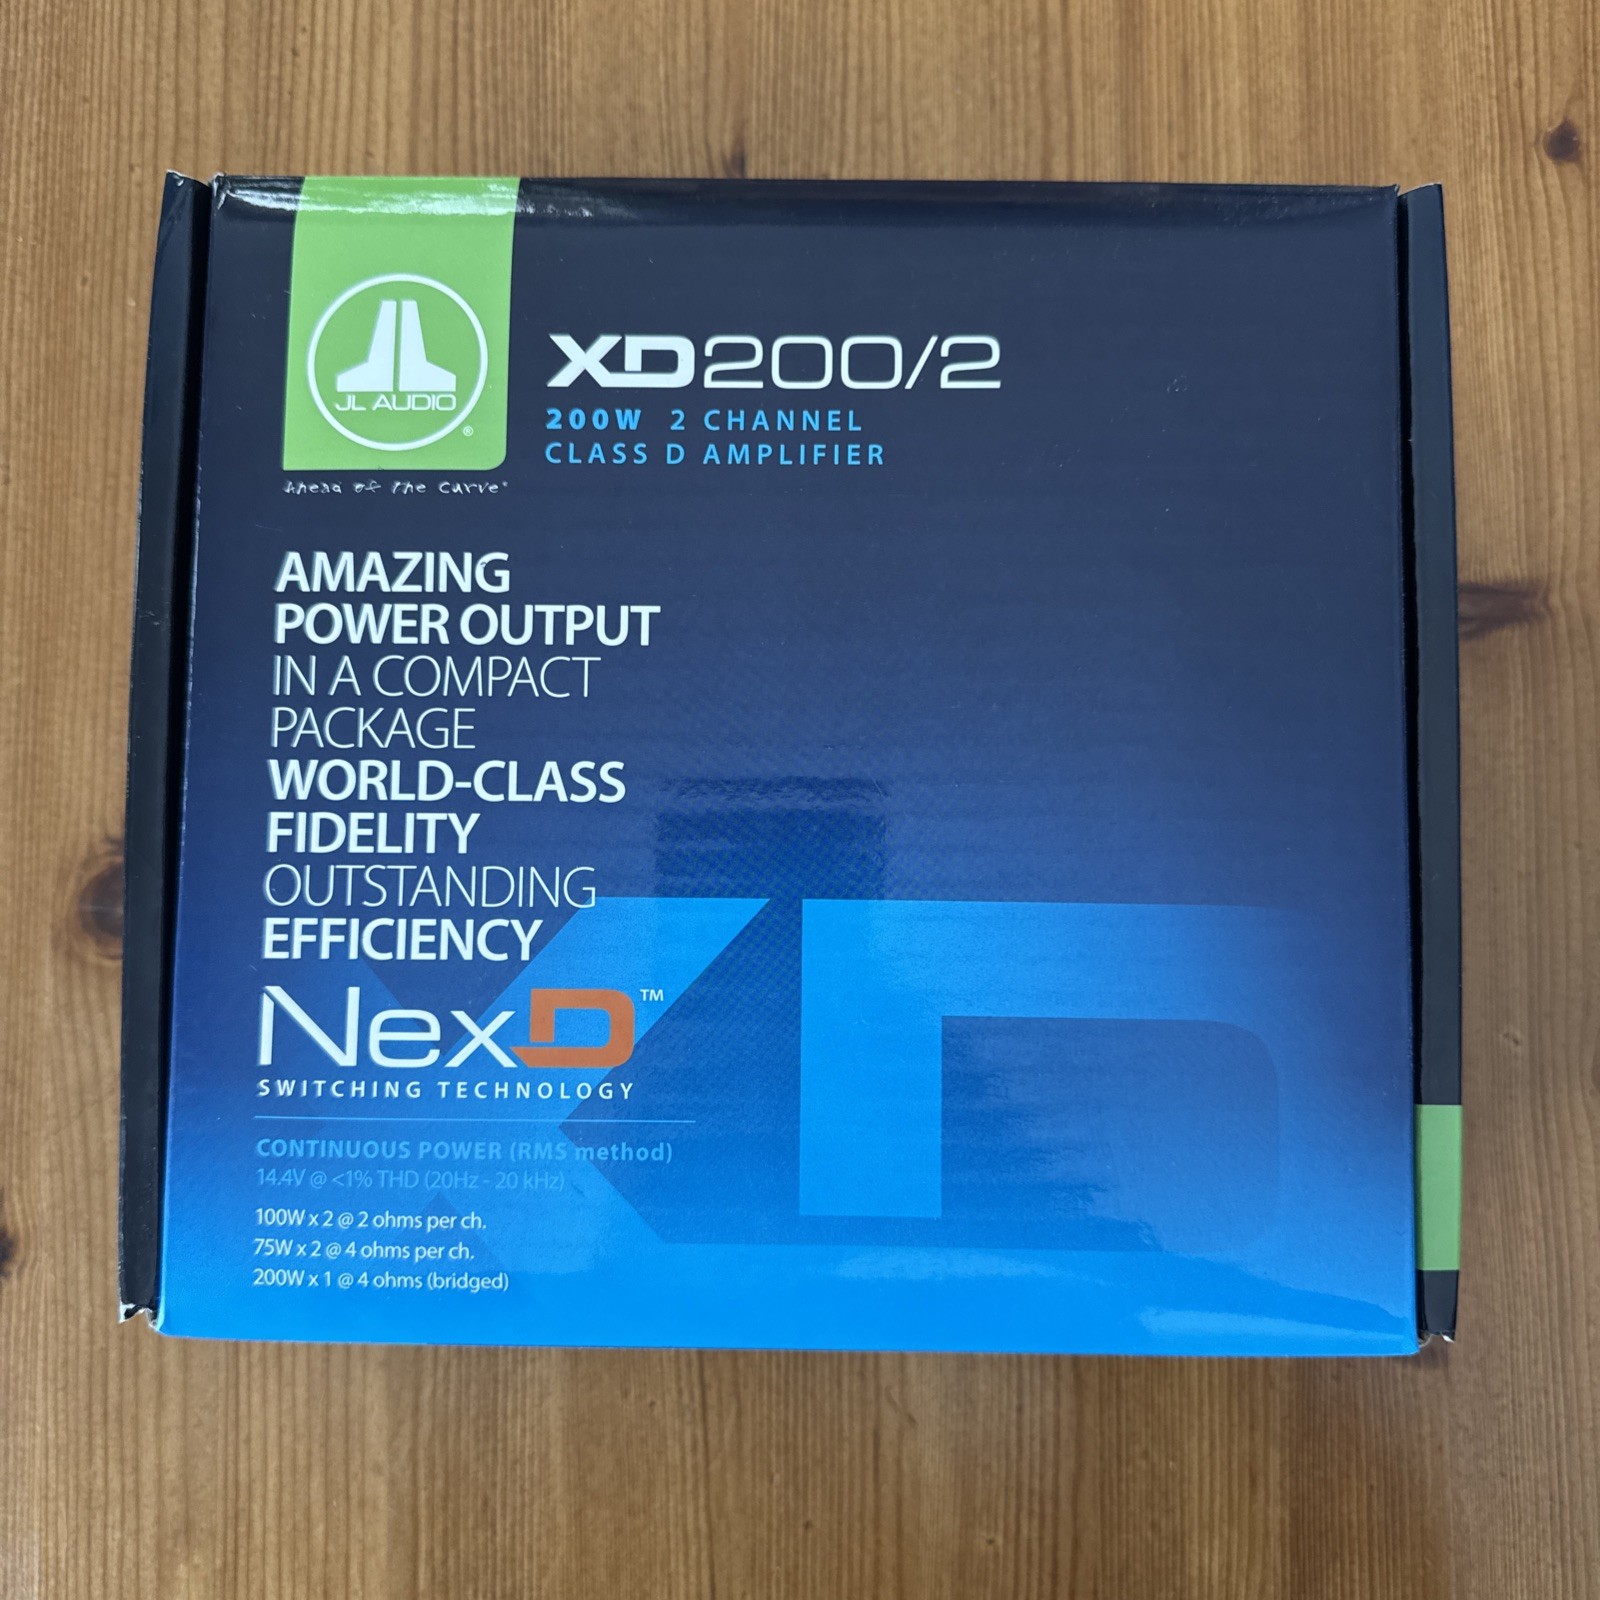 JL AUDIO
®
Ahead of the Curve®
XD200/2
200W 2 CHANNEL
CLASS D AMPLIFIER
AMAZING
POWER OUTPUT
IN A COMPACT
PACKAGE
WORLD-CLASS
FIDELITY
OUTSTANDING
EFFICIENCY
NexD™
SWITCHING TECHNOLOGY
CONTINUOUS POWER (RMS method)
14.4V @ <1% THD (20Hz - 20 kHz)
100W x 2 @ 2 ohms per ch.
75W x 2 @ 4 ohms per ch.
200W x 1 @ 4 ohms (bridged)